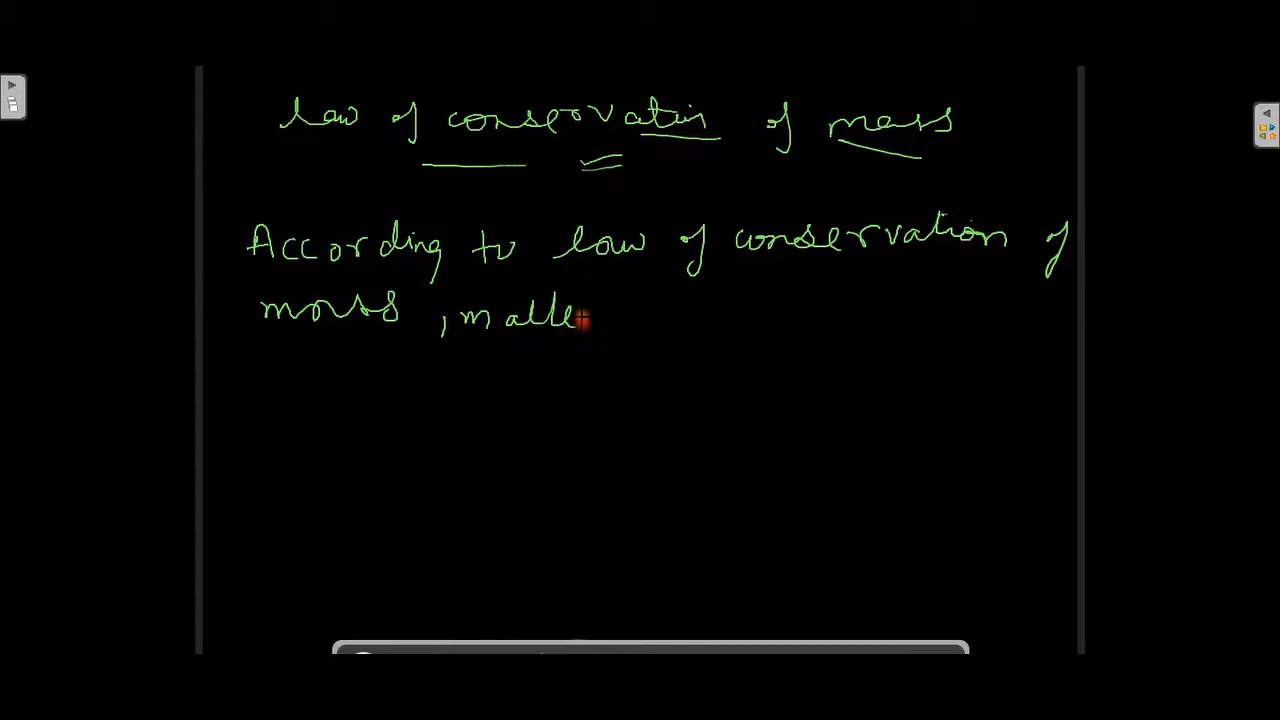 law of conservation of mass
According to law of conservation of
mass, matte